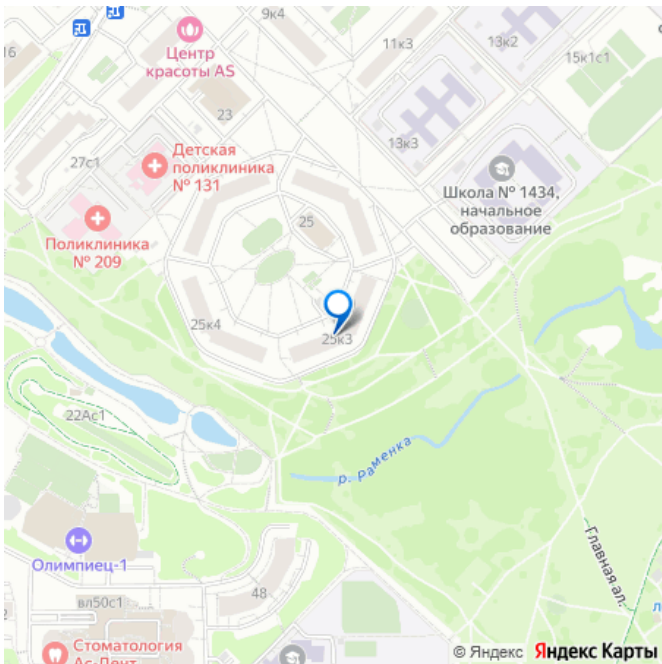 9к4
16
Центр
красоты AS
11к3
13к2
15к1с1
23
13к3
27с1
Детская
поликлиника
№ 131
Школа № 1434,
начальное
образование
25
Поликлиника
№ 209
25к4
25к3
22Ас1
р. Раменка
Олимпиец-1
Главная ал.
48
вл50с1
Стоматология
Ас-Дент
© Яндекс Яндекс Карты